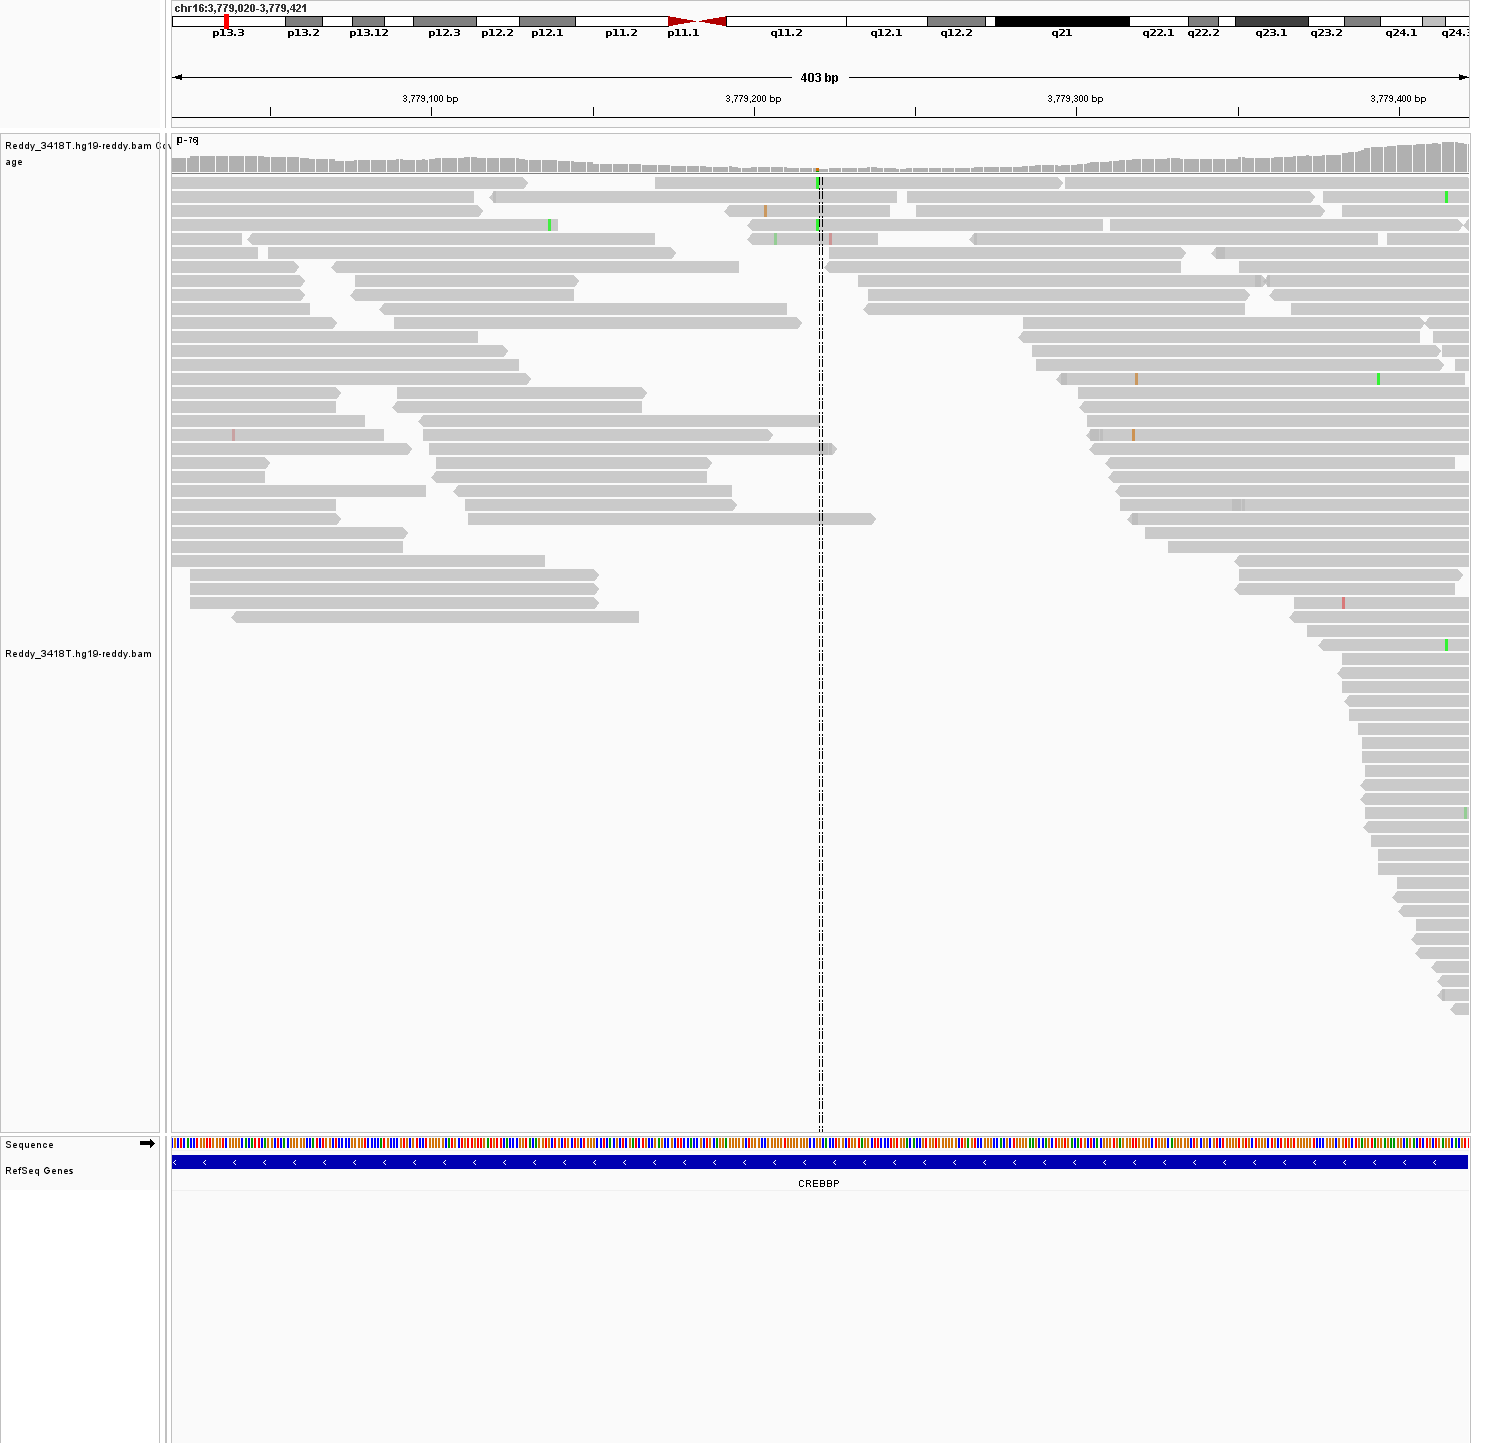 chr16:3,779,020-3,779,421
p13.3 p13.2 p13.12 p12.3 p12.2 p12.1 p11.2 p11.1 q11.2 q12.1 q12.2 q21 q22.1 q22.2 q23.1 q23.2 q24.1 q24.3
403 bp
3,779,100 bp 3,779,200 bp 3,779,300 bp 3,779,400 bp
Reddy_3418T.hg19-reddy.bam Cov
age
[0-76]
Reddy_3418T.hg19-reddy.bam
Sequence
RefSeq Genes
CREBBP